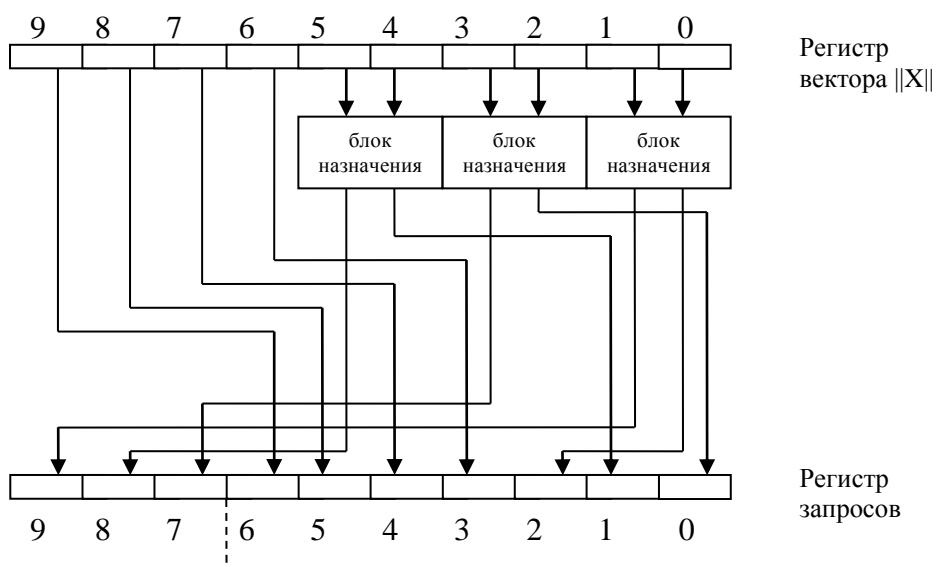 9 8 7 6 5 4 3 2 1 0
Регистр
вектора ||X||
блок
назначения
блок
назначения
блок
назначения
Регистр
запросов
9 8 7 6 5 4 3 2 1 0